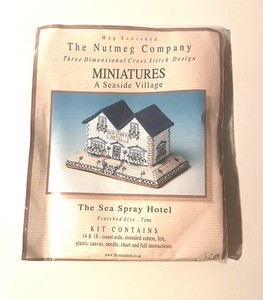 Meg Evershed
The Nutmeg Company
Three Dimensional Cross Stitch Design
MINIATURES
A Seaside Village
The Sea Spray Hotel
Finished Size : 7cms
KIT CONTAINS
14 & 18 - count aida, stranded cotton, felt,
plastic canvas, needle, chart and full instructions